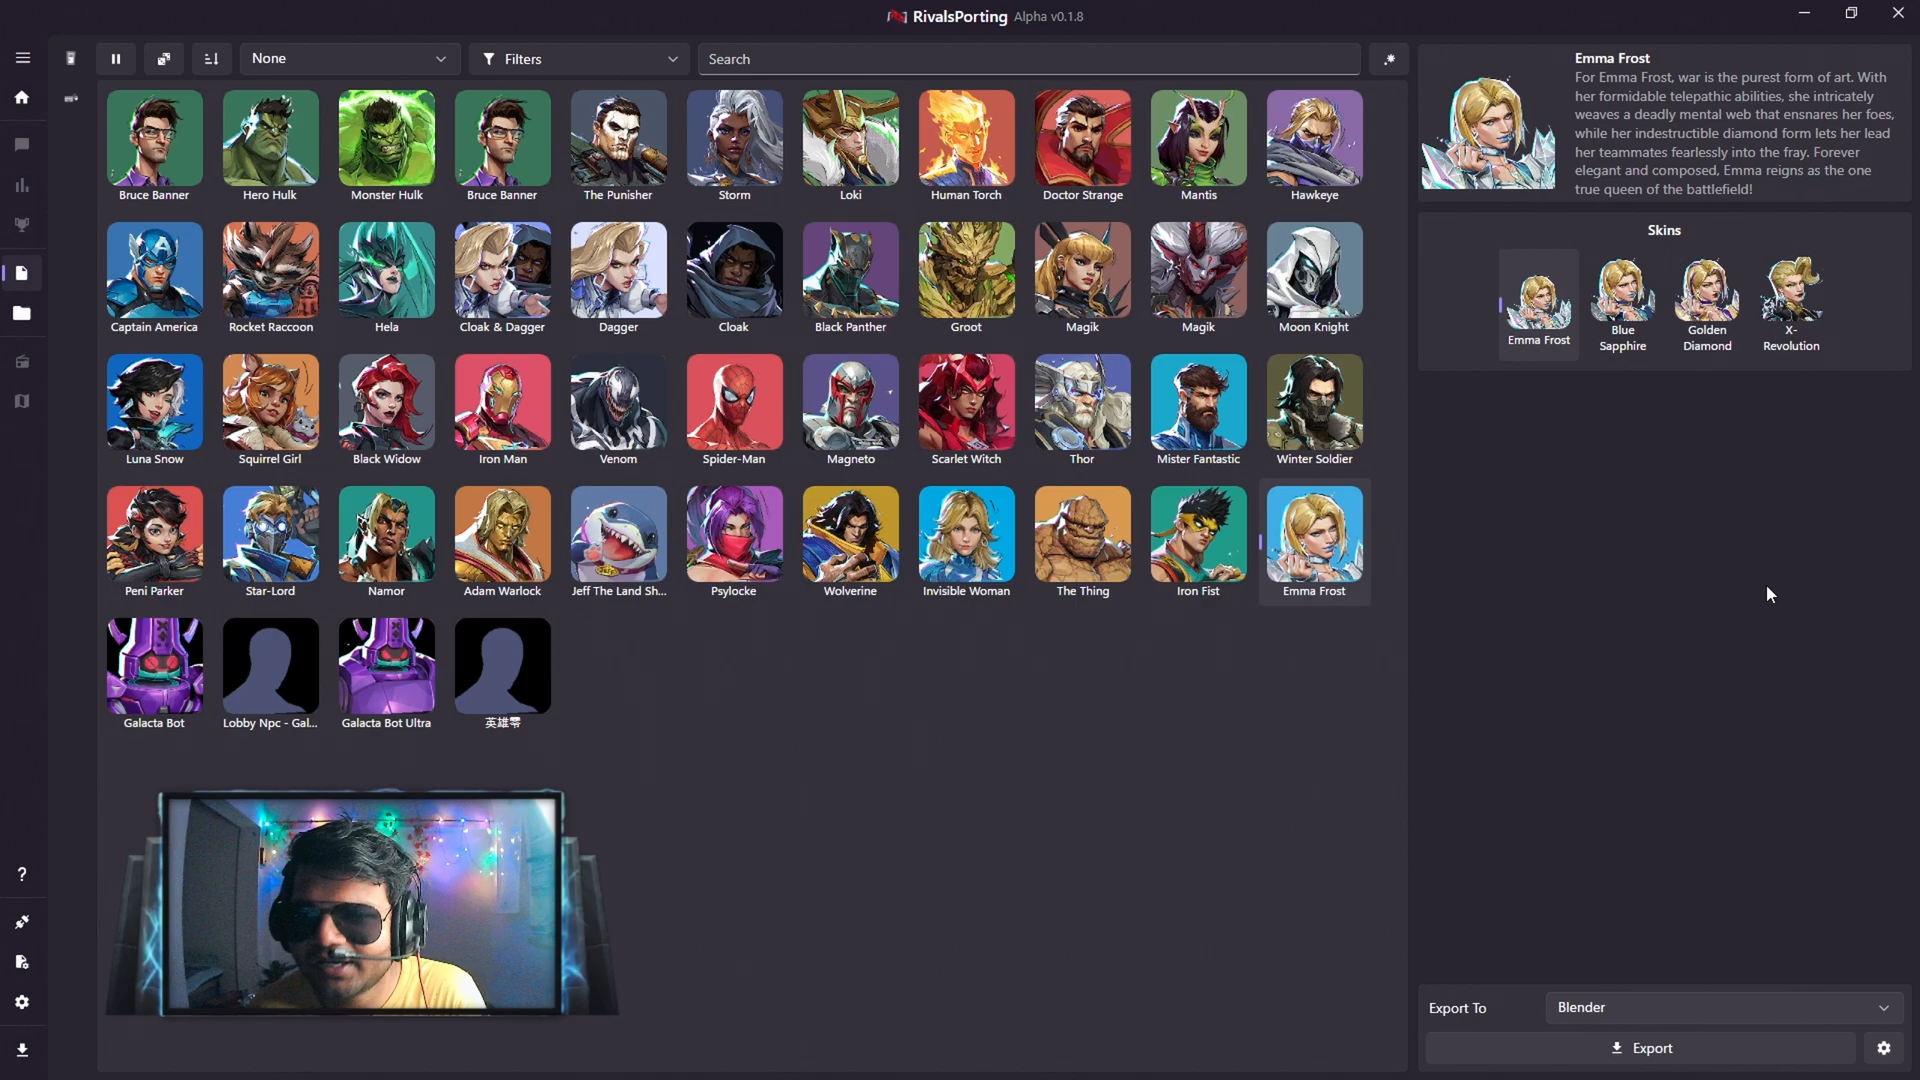 RivalsPorting Alpha v0.1.8
None
Filters
Search
Bruce Banner
Hero Hulk
Monster Hulk
Bruce Banner
The Punisher
Storm
Loki
Human Torch
Doctor Strange
Mantis
Hawkeye
Captain America
Rocket Raccoon
Hela
Cloak & Dagger
Dagger
Cloak
Black Panther
Groot
Magik
Magik
Moon Knight
Luna Snow
Squirrel Girl
Black Widow
Iron Man
Venom
Spider-Man
Magneto
Scarlet Witch
Thor
Mister Fantastic
Winter Soldier
Peni Parker
Star-Lord
Namor
Adam Warlock
Jeff The Land Sh...
Psylocke
Wolverine
Invisible Woman
The Thing
Iron Fist
Emma Frost
Galacta Bot
Lobby Npc - Gal...
Galacta Bot Ultra
英雄零
Emma Frost
For Emma Frost, war is the purest form of art. With
her formidable telepathic abilities, she intricately
weaves a deadly mental web that ensnares her foes,
while her indestructible diamond form lets her lead
her teammates fearlessly into the fray. Forever
elegant and composed, Emma reigns as the one
true queen of the battlefield!
Skins
Emma Frost
Blue
Sapphire
Golden
Diamond
X-
Revolution
Export To
Blender
Export